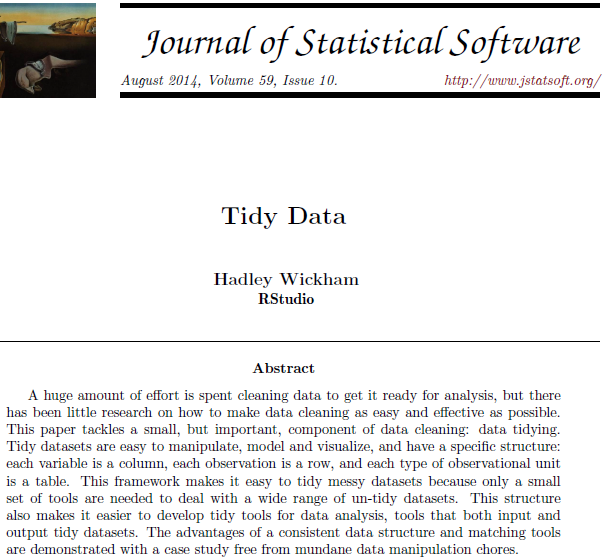 Journal of Statistical Software
August 2014, Volume 59, Issue 10. http://www.jstatsoft.org/
Tidy Data
Hadley Wickham
RStudio
Abstract
A huge amount of effort is spent cleaning data to get it ready for analysis, but there
has been little research on how to make data cleaning as easy and effective as possible.
This paper tackles a small, but important, component of data cleaning: data tidying.
Tidy datasets are easy to manipulate, model and visualize, and have a specific structure:
each variable is a column, each observation is a row, and each type of observational unit
is a table. This framework makes it easy to tidy messy datasets because only a small
set of tools are needed to deal with a wide range of un-tidy datasets. This structure
also makes it easier to develop tidy tools for data analysis, tools that both input and
output tidy datasets. The advantages of a consistent data structure and matching tools
are demonstrated with a case study free from mundane data manipulation chores.